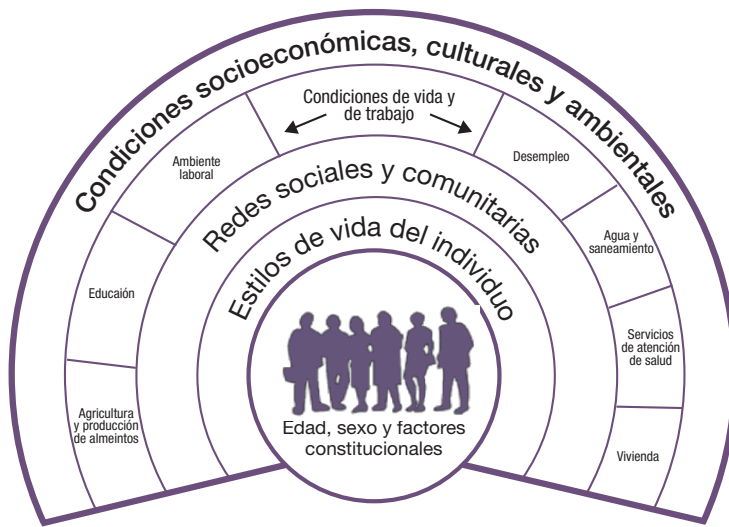 Condiciones socioeconómicas, culturales y ambientales
Condiciones de vida y
de trabajo
Ambiente
laboral
Desempleo
Redes sociales y comunitarias
Agua y
saneamiento
Estilos de vida del individuo
Educaión
Servicios
de atención
de salud
Agricultura
y producción
de almeintos
Edad, sexo y factores
constitucionales
Vivienda